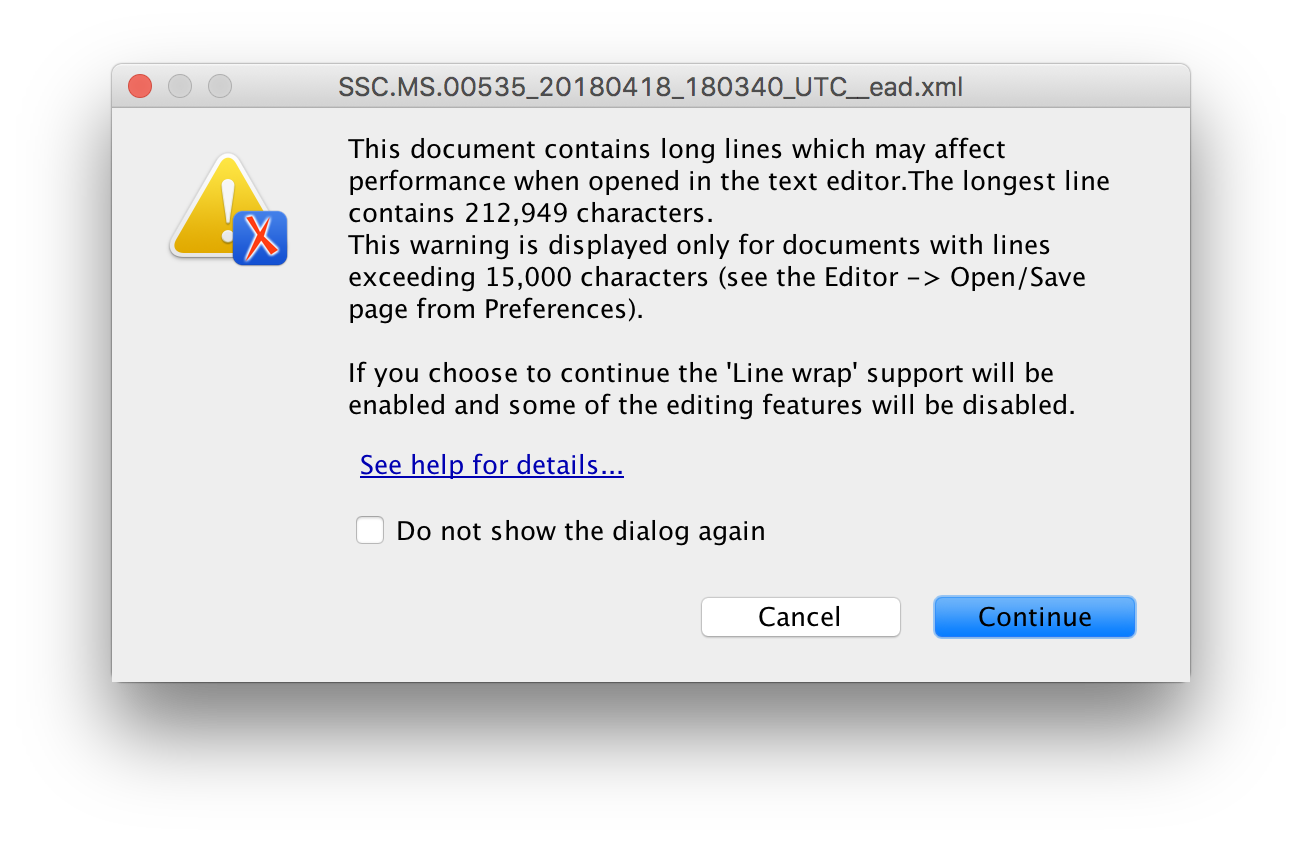 SSC.MS.00535_20180418_180340_UTC__ead.xml
This document contains long lines which may affect
performance when opened in the text editor.The longest line
contains 212,949 characters.
This warning is displayed only for documents with lines
exceeding 15,000 characters (see the Editor -> Open/Save
page from Preferences).
If you choose to continue the 'Line wrap' support will be
enabled and some of the editing features will be disabled.
See help for details...
Do not show the dialog again
Cancel
Continue